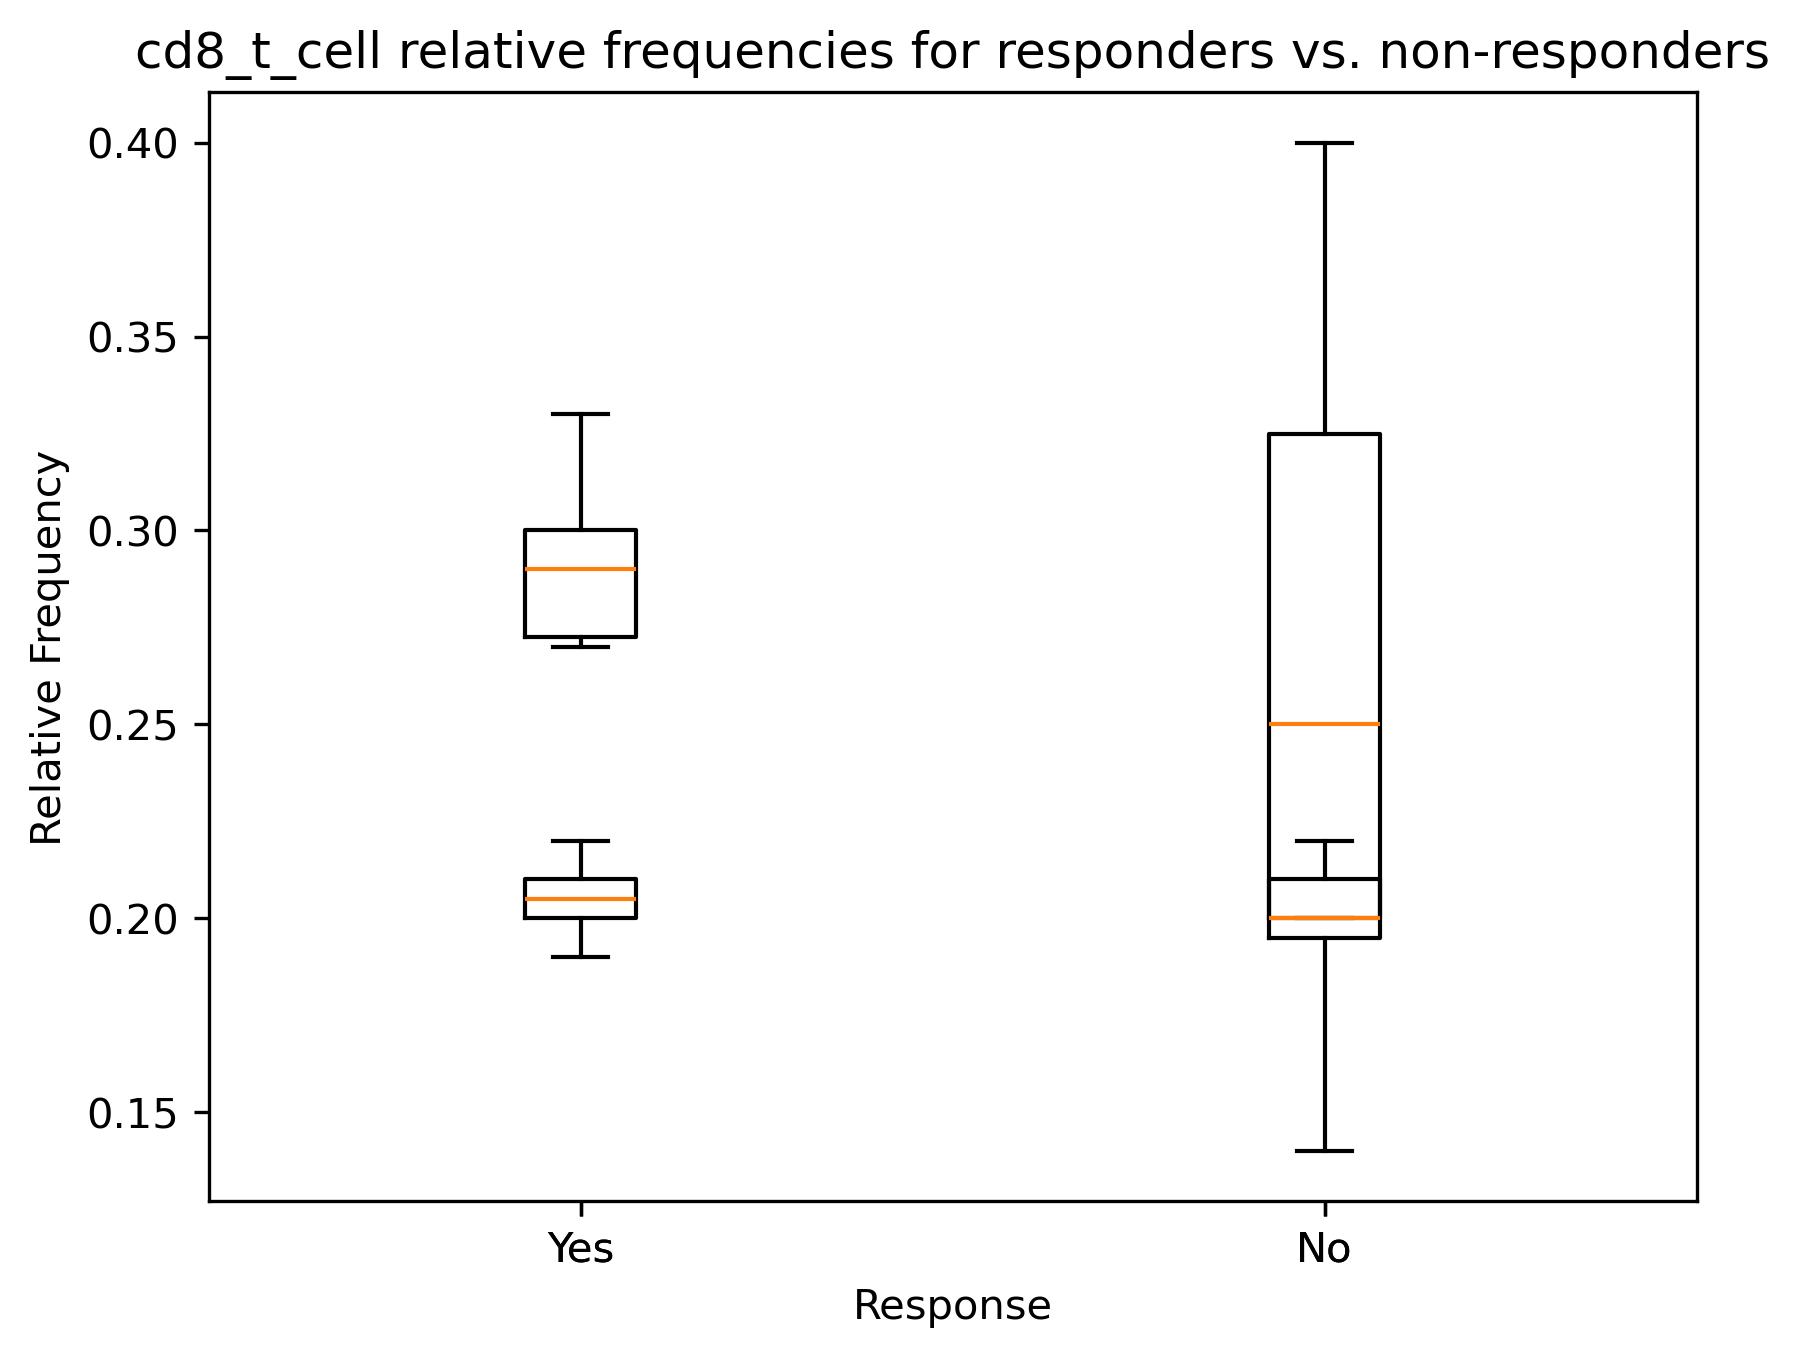 cd8_t_cell relative frequencies for responders vs. non-responders
0.40
0.35
0.30
0.25
0.20
0.15
Relative Frequency
Yes No
Response